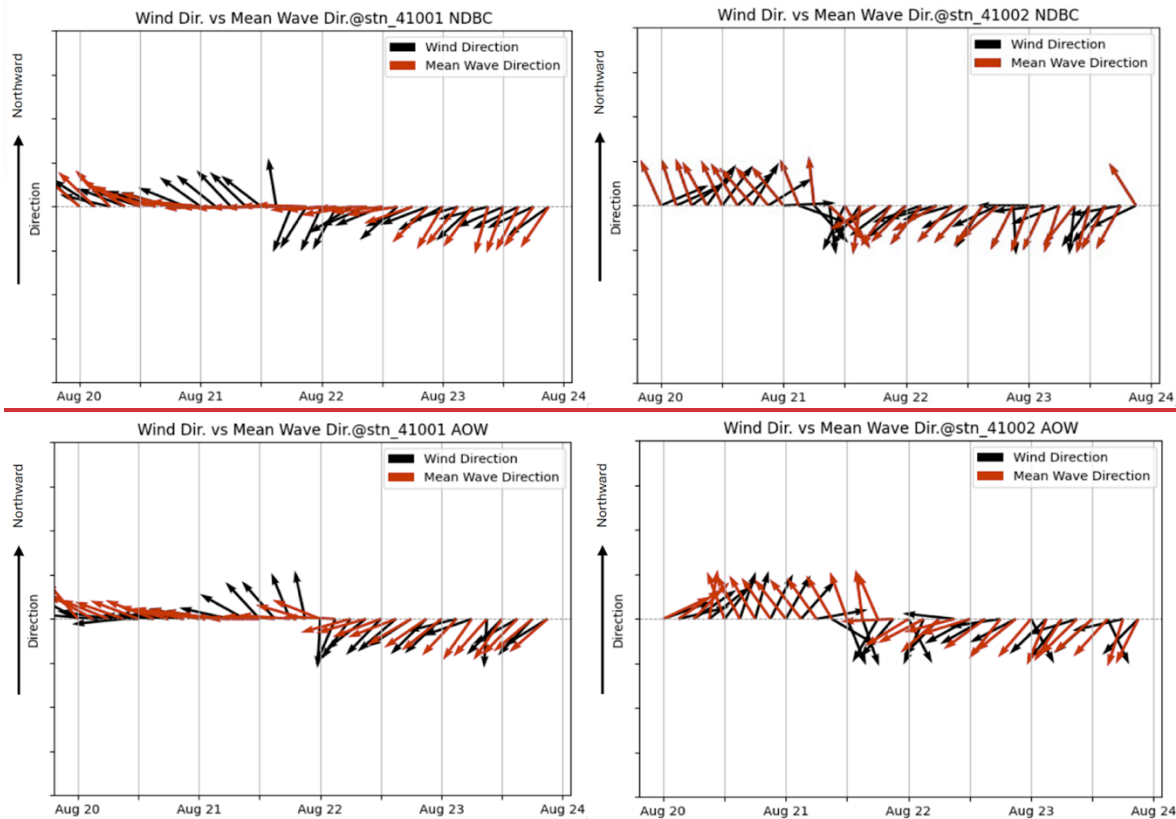 Wind Dir. vs Mean Wave Dir.@stn_41001 NDBC
Wind Direction
Mean Wave Direction
Northward
Direction
Aug 20 Aug 21 Aug 22 Aug 23 Aug 24
Wind Dir. vs Mean Wave Dir.@stn_41002 NDBC
Wind Direction
Mean Wave Direction
Northward
Direction
Aug 20 Aug 21 Aug 22 Aug 23 Aug 24
Wind Dir. vs Mean Wave Dir.@stn_41001 AOW
Wind Direction
Mean Wave Direction
Northward
Direction
Aug 20 Aug 21 Aug 22 Aug 23 Aug 24
Wind Dir. vs Mean Wave Dir.@stn_41002 AOW
Wind Direction
Mean Wave Direction
Northward
Direction
Aug 20 Aug 21 Aug 22 Aug 23 Aug 24